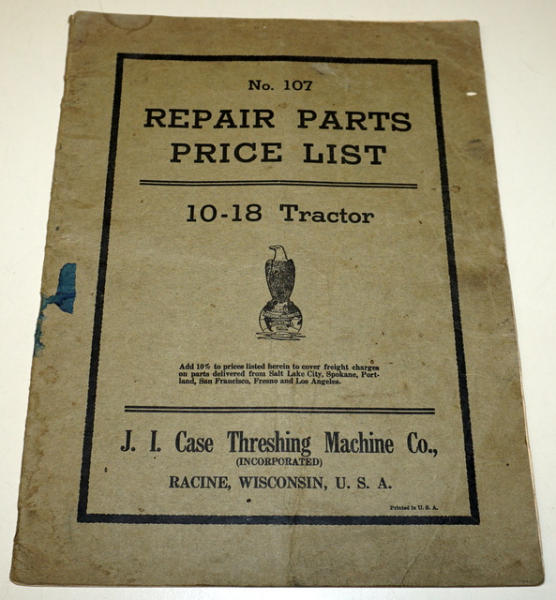 No. 107
REPAIR PARTS
PRICE LIST
10-18 Tractor
Add 10% to prices listed herein to cover freight charges
on parts delivered from Salt Lake City, Spokane, Port-
land, San Francisco, Fresno and Los Angeles.
J. I. Case Threshing Machine Co.,
(INCORPORATED)
RACINE, WISCONSIN, U. S. A.
Printed in U. S. A.